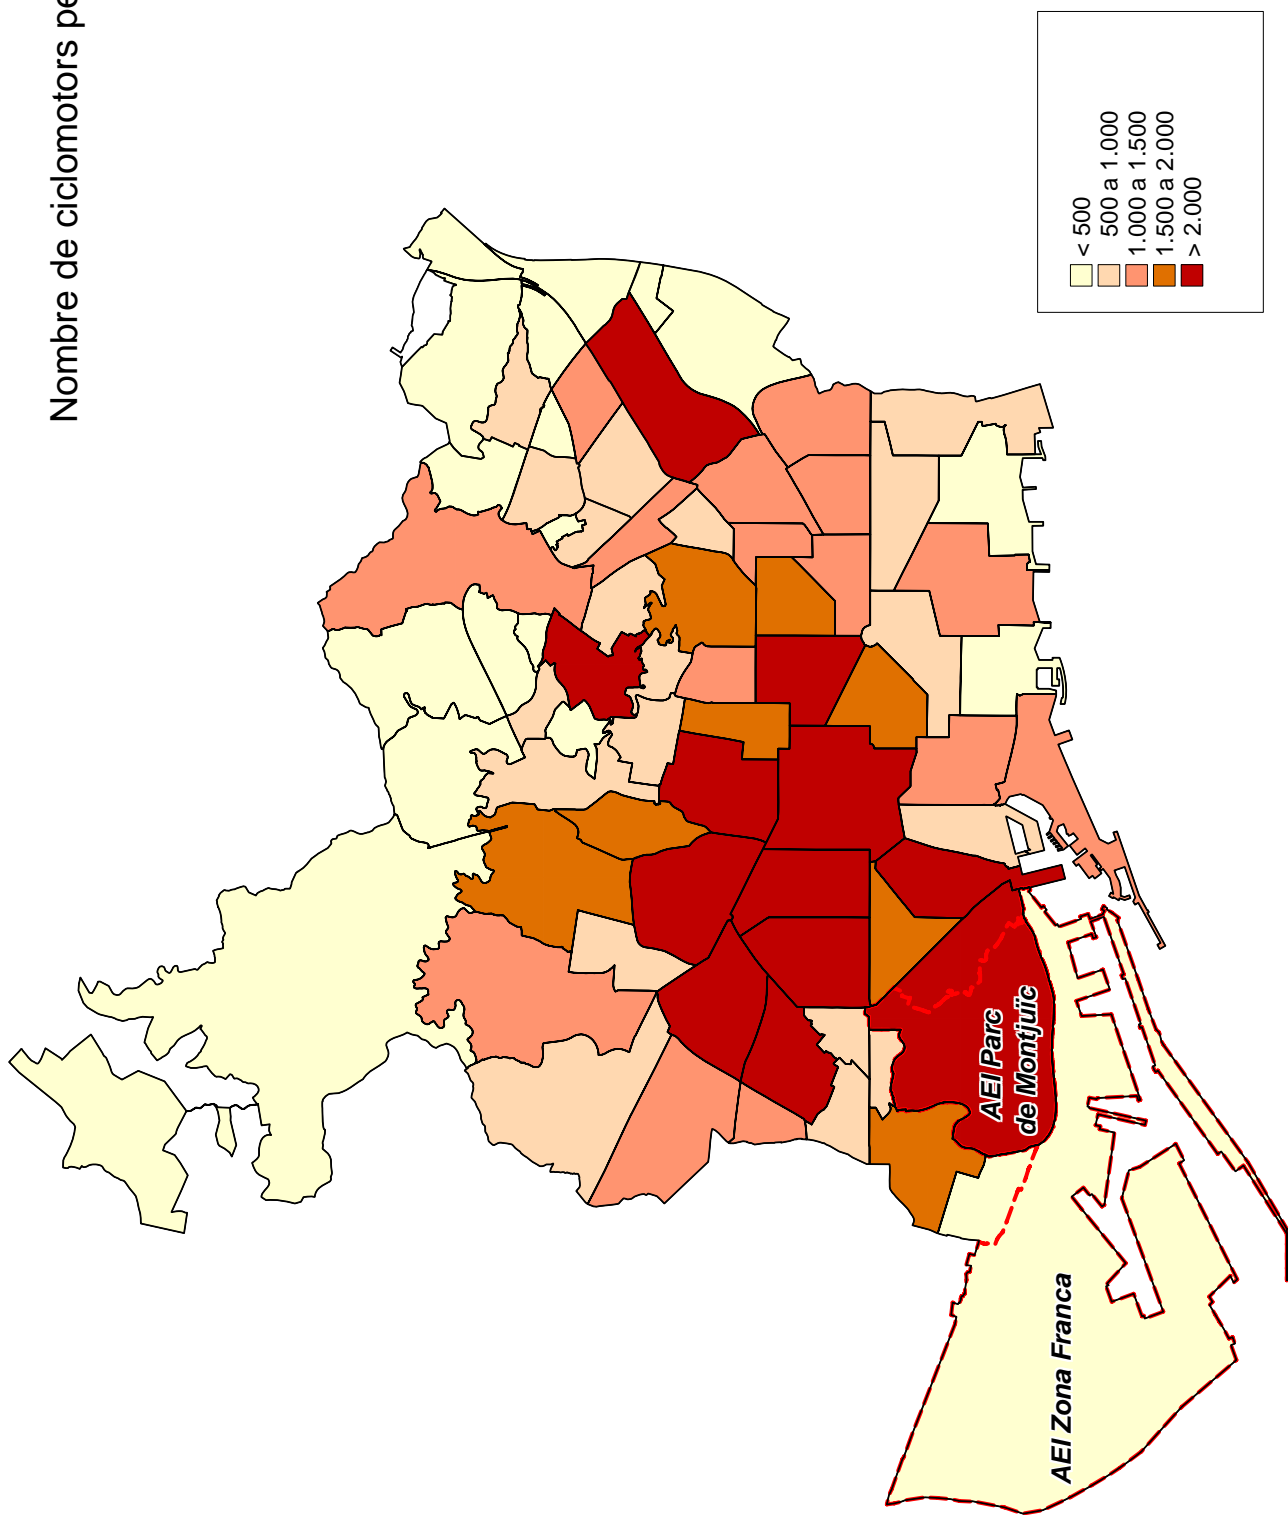 Nombre de ciclomotors pe
< 500
500 a 1.000
1.000 a 1.500
1.500 a 2.000
> 2.000
AEI Parc
de Montjuïc
AEI Zona Franca